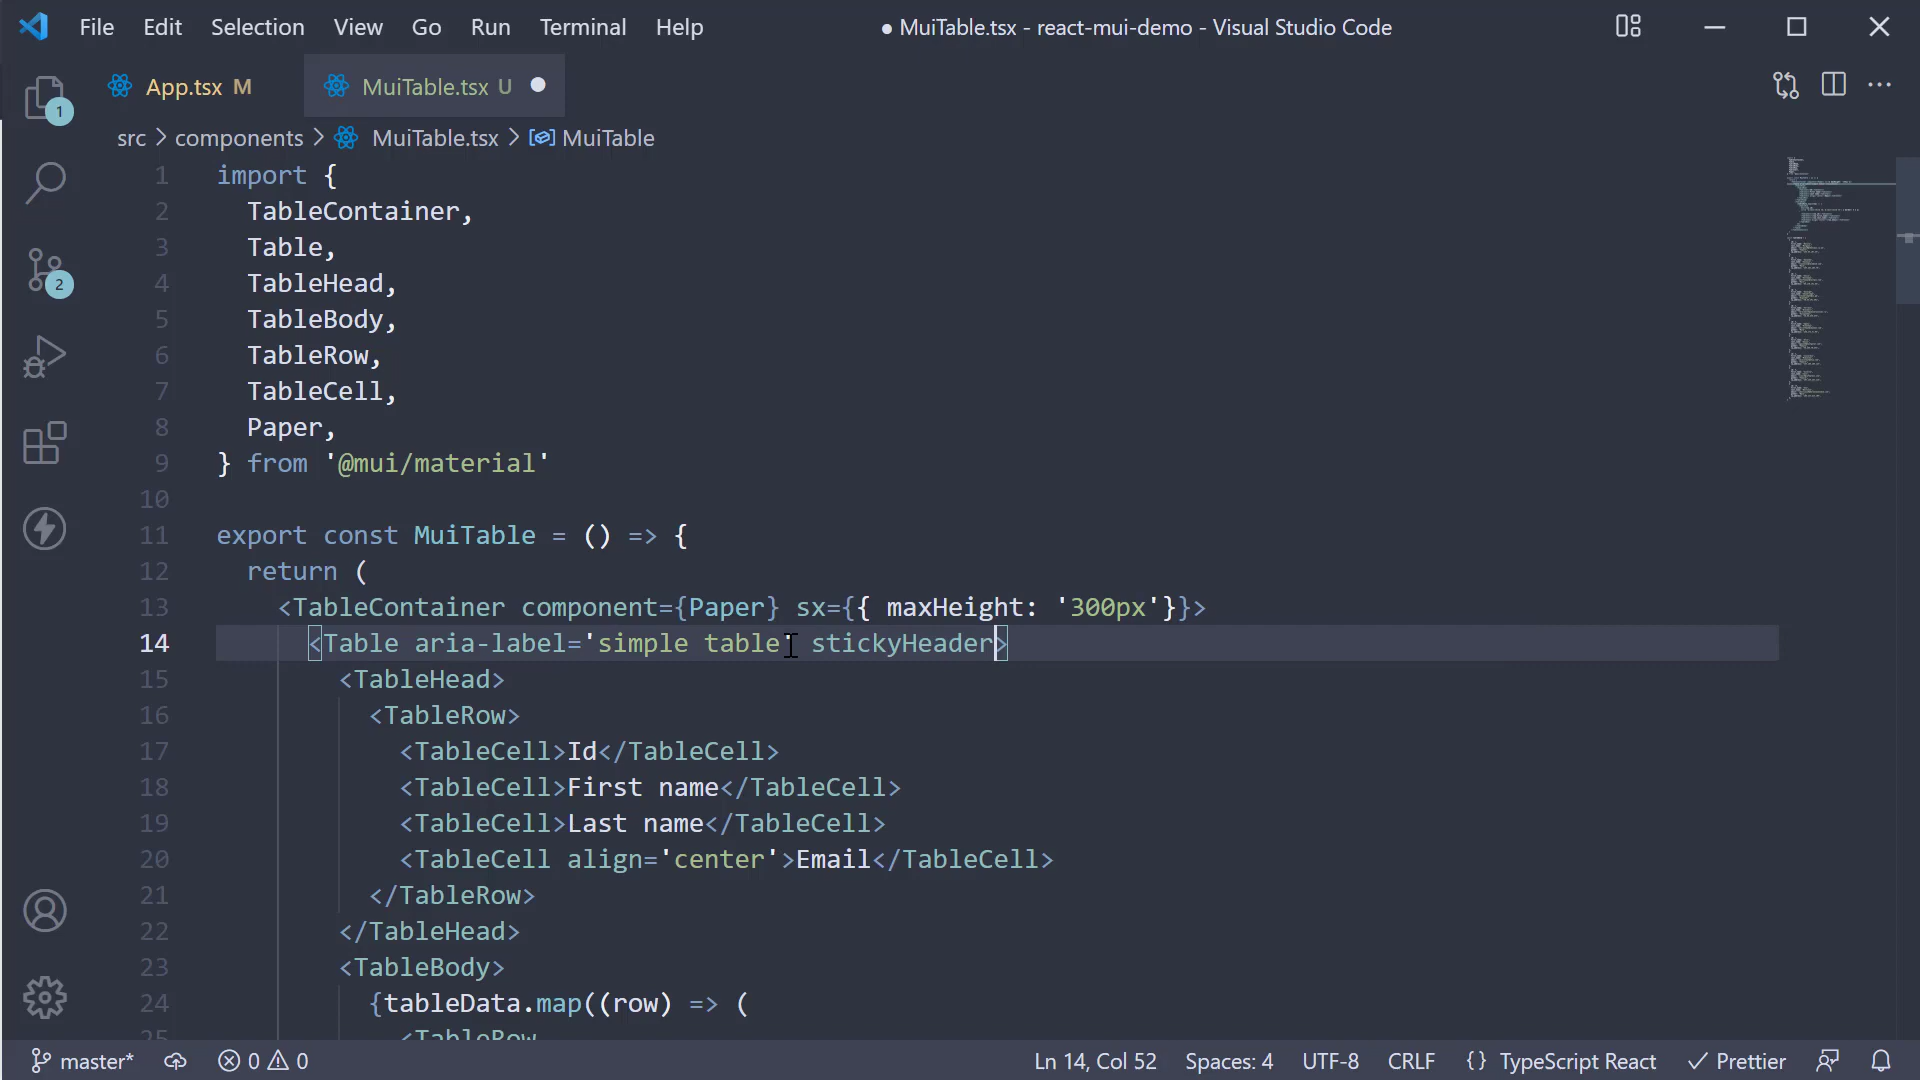 File Edit Selection View Go Run Terminal Help
● MuiTable.tsx - react-mui-demo - Visual Studio Code
App.tsx M
MuiTable.tsx U
src > components > MuiTable.tsx > MuiTable
1
2
1 import {
2 TableContainer,
3 Table,
4 TableHead,
5 TableBody,
6 TableRow,
7 TableCell,
8 Paper,
9 } from '@mui/material'
10
11 export const MuiTable = () => {
12 return (
13 <TableContainer component={Paper} sx={{ maxHeight: '300px'}}>
14 <Table aria-label='simple table' stickyHeader>
15 <TableHead>
16 <TableRow>
17 <TableCell>Id</TableCell>
18 <TableCell>First name</TableCell>
19 <TableCell>Last name</TableCell>
20 <TableCell align='center'>Email</TableCell>
21 </TableRow>
22 </TableHead>
23 <TableBody>
24 {tableData.map((row) => (
25 <TableRow
master* 0 0 Ln 14, Col 52 Spaces: 4 UTF-8 CRLF {} TypeScript React Prettier